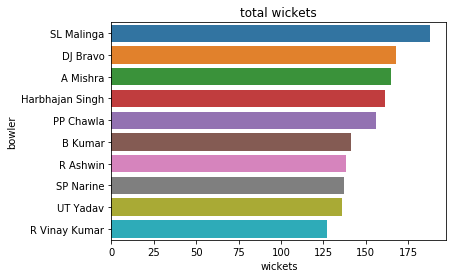 total wickets
bowler
SL Malinga
DJ Bravo
A Mishra
Harbhajan Singh
PP Chawla
B Kumar
R Ashwin
SP Narine
UT Yadav
R Vinay Kumar
0 25 50 75 100 125 150 175
wickets